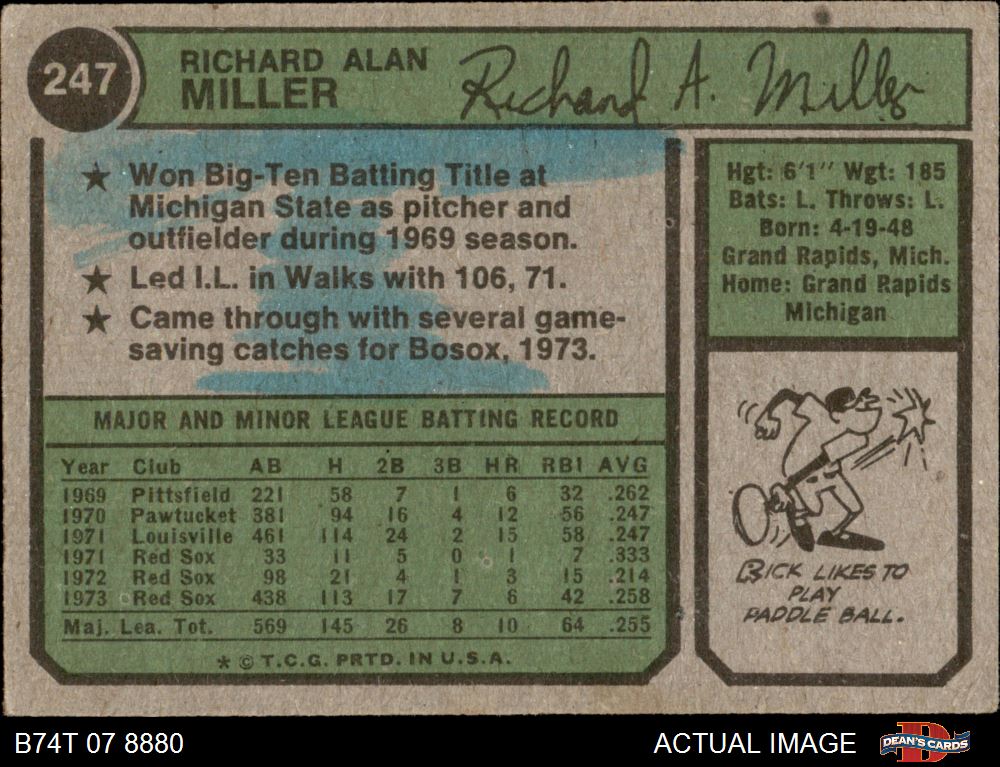 247
RICHARD ALAN
MILLER
Richard A. Miller
★ Won Big-Ten Batting Title at
Michigan State as pitcher and
outfielder during 1969 season.
★ Led I.L. in Walks with 106, 71.
★ Came through with several game-
saving catches for Bosox, 1973.
Hgt: 6'1" Wgt: 185
Bats: L. Throws: L.
Born: 4-19-48
Grand Rapids, Mich.
Home: Grand Rapids
Michigan
MAJOR AND MINOR LEAGUE BATTING RECORD
Year Club AB H 2B 3B HR RBI AVG
1969 Pittsfield 221 58 7 1 6 32 .262
1970 Pawtucket 381 94 16 4 12 56 .247
1971 Louisville 461 114 24 2 15 58 .247
1971 Red Sox 33 11 5 0 1 7 .333
1972 Red Sox 98 21 4 1 3 15 .214
1973 Red Sox 438 113 17 7 6 42 .258
Maj. Lea. Tot. 569 145 26 8 10 64 .255
* © T.C.G. PRTD. IN U.S.A.
RICK LIKES TO
PLAY
PADDLE BALL.
B74T 07 8880
ACTUAL IMAGE
DEAN'S CARDS